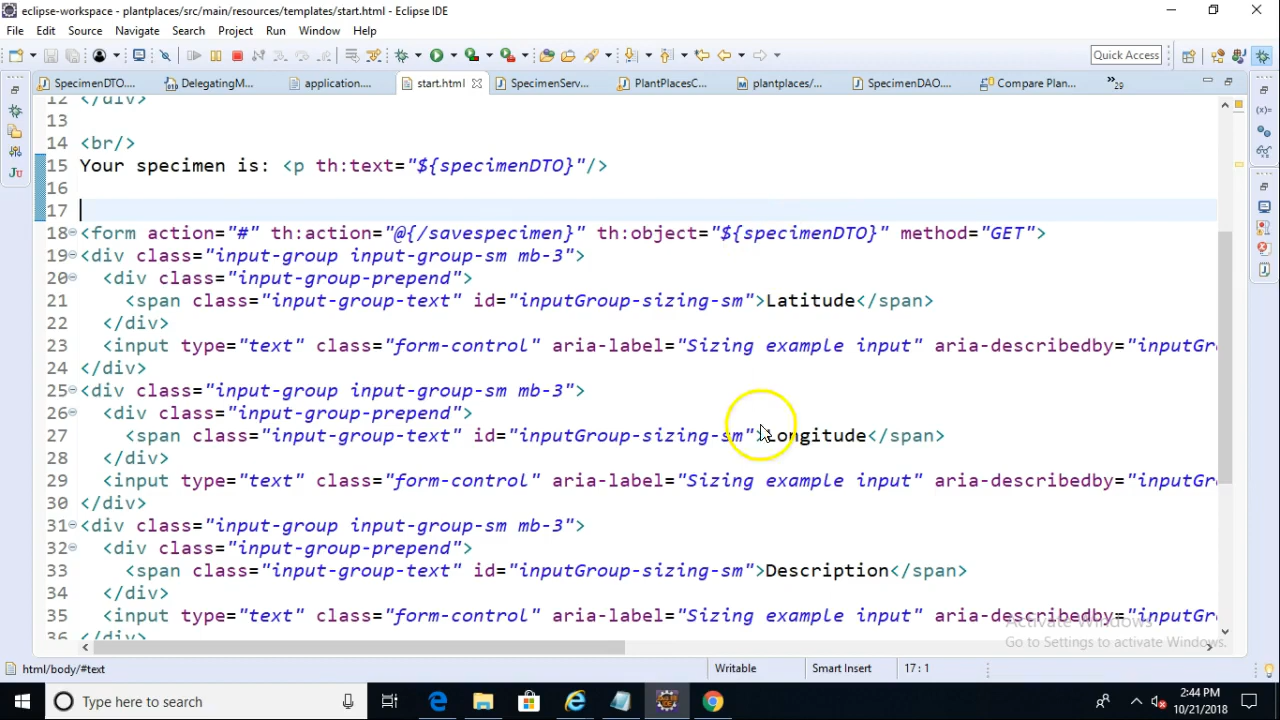 eclipse-workspace - plantplaces/src/main/resources/templates/start.html - Eclipse IDE
File Edit Source Navigate Search Project Run Window Help
Quick Access
SpecimenDTO.... DelegatingM... application.... start.html SpecimenServ... PlantPlacesC... plantplaces/... SpecimenDAO.... Compare Plan... »29
12 </div>
13
14 <br/>
15 Your specimen is: <p th:text="${specimenDTO}"/>
16
17
18 <form action="#" th:action="@{/savespecimen}" th:object="${specimenDTO}" method="GET">
19 <div class="input-group input-group-sm mb-3">
20 <div class="input-group-prepend">
21 <span class="input-group-text" id="inputGroup-sizing-sm">Latitude</span>
22 </div>
23 <input type="text" class="form-control" aria-label="Sizing example input" aria-describedby="inputGr
24 </div>
25 <div class="input-group input-group-sm mb-3">
26 <div class="input-group-prepend">
27 <span class="input-group-text" id="inputGroup-sizing-sm">Longitude</span>
28 </div>
29 <input type="text" class="form-control" aria-label="Sizing example input" aria-describedby="inputGr
30 </div>
31 <div class="input-group input-group-sm mb-3">
32 <div class="input-group-prepend">
33 <span class="input-group-text" id="inputGroup-sizing-sm">Description</span>
34 </div>
35 <input type="text" class="form-control" aria-label="Sizing example input" aria-describedby="inputGr
36 </div>
Activate Windows
Go to Settings to activate Windows.
html/body/#text Writable Smart Insert 17 : 1
Type here to search
2:44 PM
10/21/2018